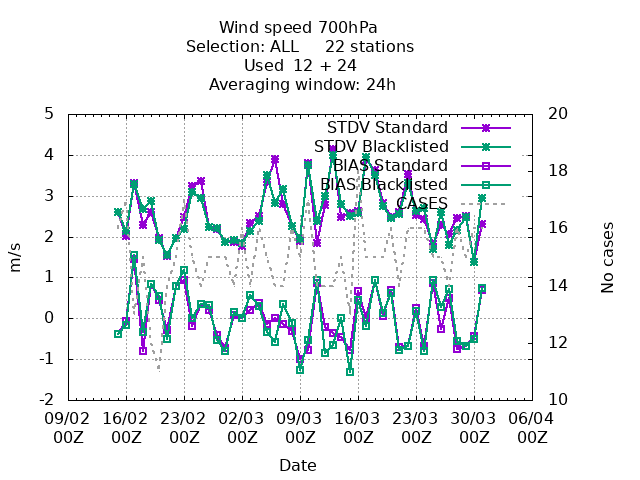 Wind speed 700hPa
Selection: ALL 22 stations
Used 12 + 24
Averaging window: 24h
STDV Standard
STDV Blacklisted
BIAS Standard
BIAS Blacklisted
CASES
5
4
3
2
1
0
-1
-2
m/s
20
18
16
14
12
10
No cases
09/02 16/02 23/02 02/03 09/03 16/03 23/03 30/03 06/04
00Z 00Z 00Z 00Z 00Z 00Z 00Z 00Z 00Z
Date